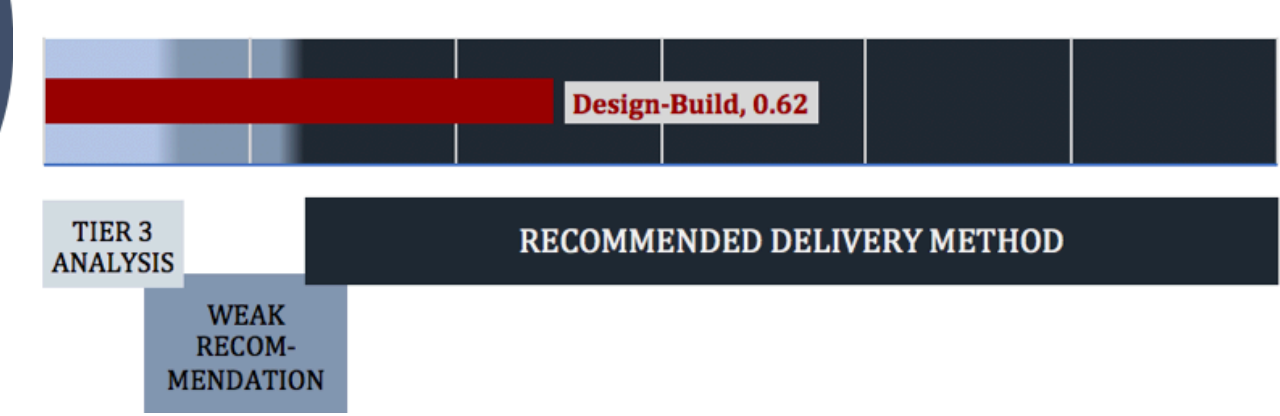 Design-Build, 0.62
TIER 3
ANALYSIS
RECOMMENDED DELIVERY METHOD
WEAK
RECOM-
MENDATION